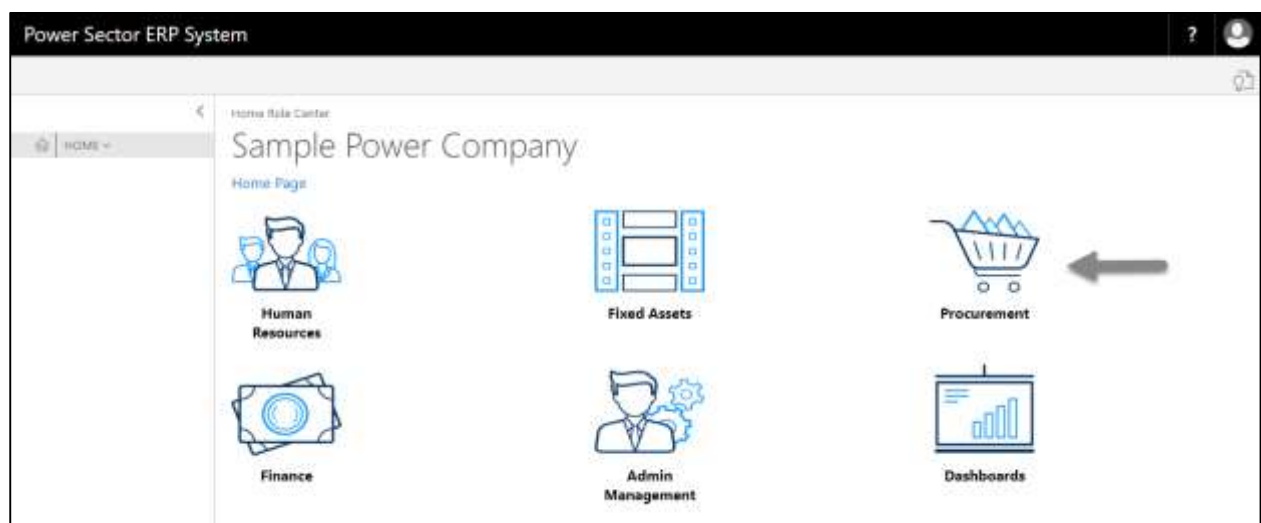 Power Sector ERP System ?
Home Role Center
HOME
Sample Power Company
Home Page
Human
Resources
Fixed Assets
Procurement
Finance
Admin
Management
Dashboards